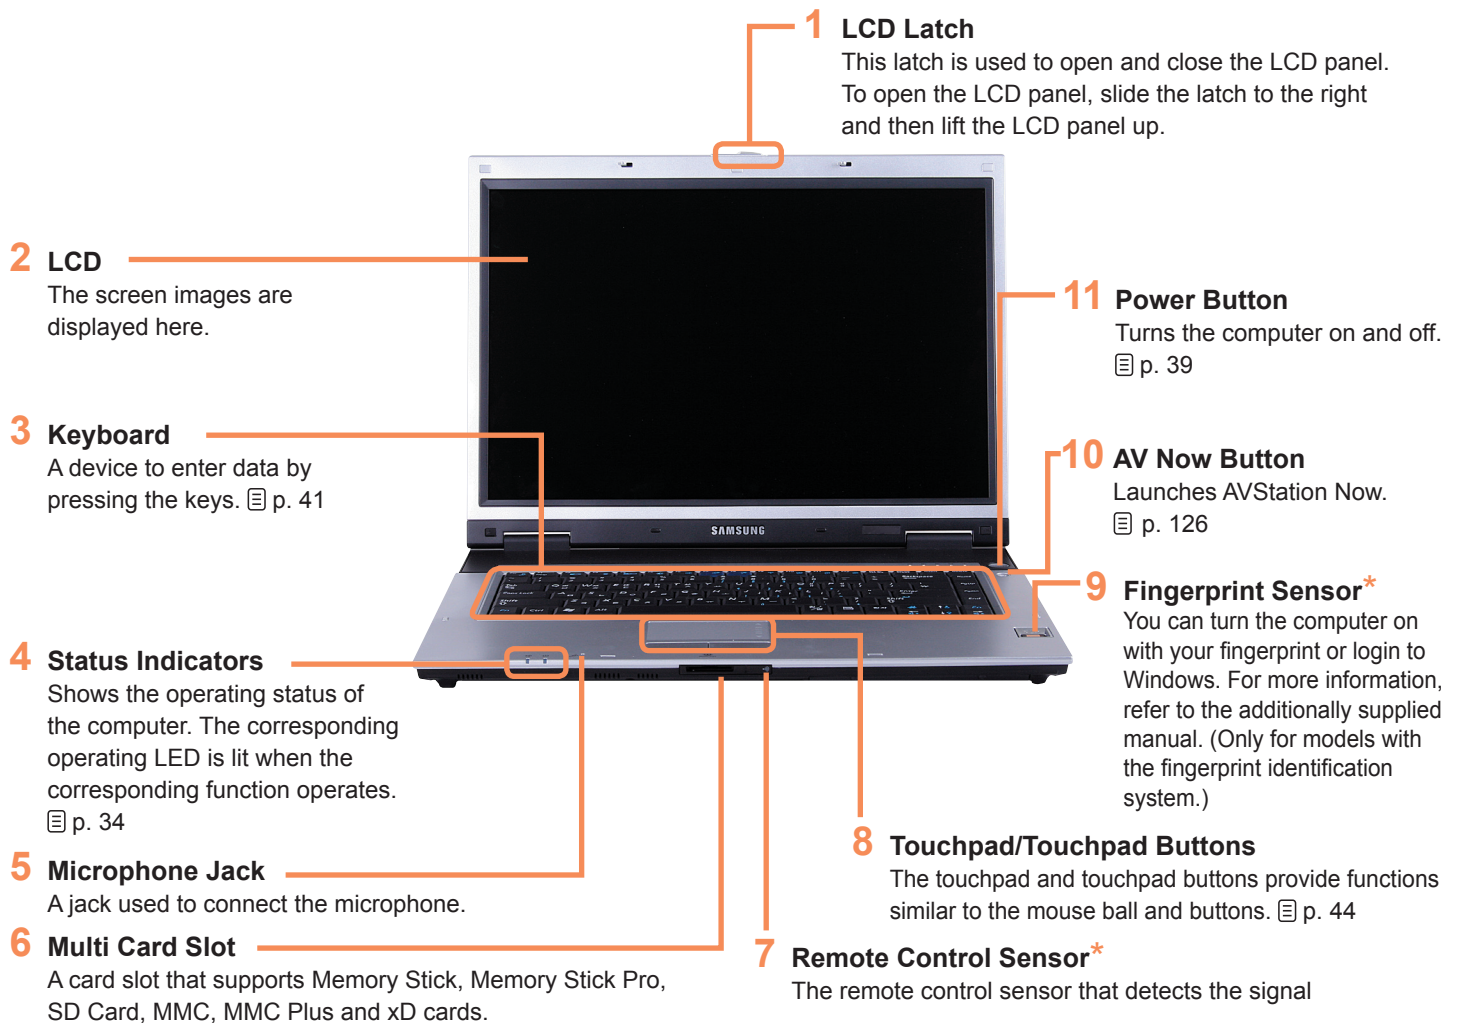 1 LCD Latch
This latch is used to open and close the LCD panel.
To open the LCD panel, slide the latch to the right
and then lift the LCD panel up.
2 LCD
The screen images are
displayed here.
3 Keyboard
A device to enter data by
pressing the keys. p. 41
4 Status Indicators
Shows the operating status of
the computer. The corresponding
operating LED is lit when the
corresponding function operates.
p. 34
5 Microphone Jack
A jack used to connect the microphone.
6 Multi Card Slot
A card slot that supports Memory Stick, Memory Stick Pro,
SD Card, MMC, MMC Plus and xD cards.
7 Remote Control Sensor*
The remote control sensor that detects the signal
8 Touchpad/Touchpad Buttons
The touchpad and touchpad buttons provide functions
similar to the mouse ball and buttons. p. 44
9 Fingerprint Sensor*
You can turn the computer on
with your fingerprint or login to
Windows. For more information,
refer to the additionally supplied
manual. (Only for models with
the fingerprint identification
system.)
10 AV Now Button
Launches AVStation Now.
p. 126
11 Power Button
Turns the computer on and off.
p. 39
SAMSUNG